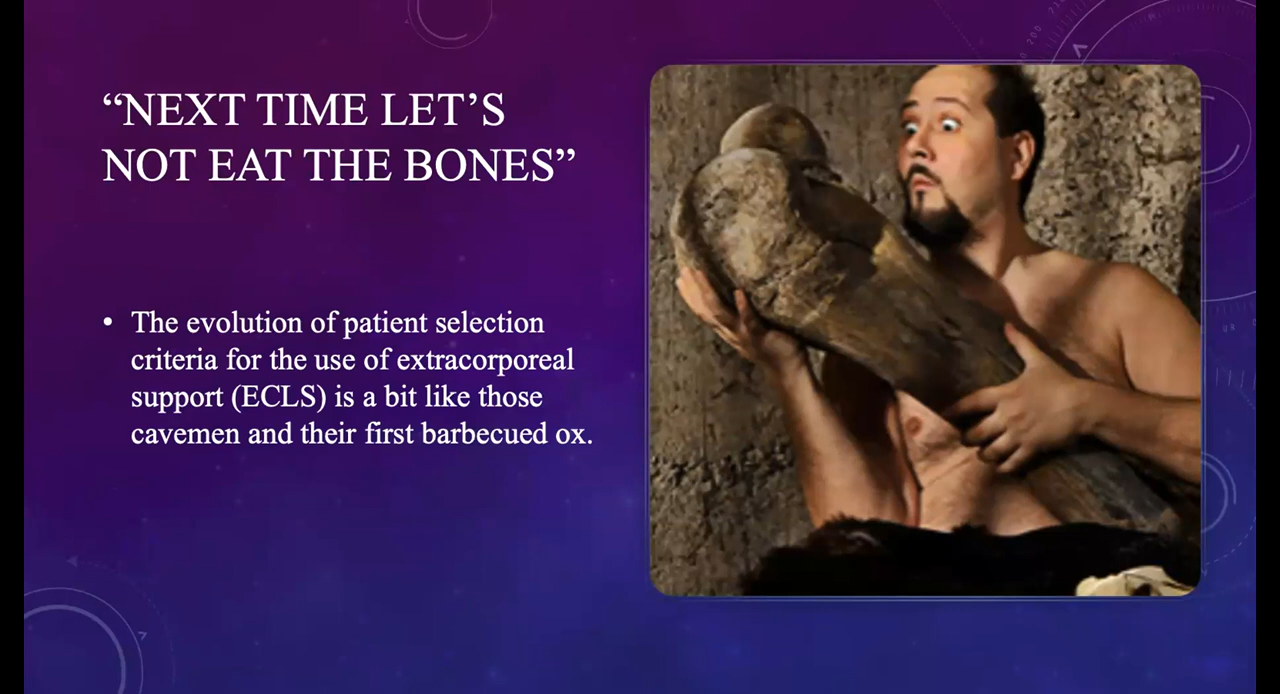 “NEXT TIME LET’S
NOT EAT THE BONES”
• The evolution of patient selection
criteria for the use of extracorporeal
support (ECLS) is a bit like those
cavemen and their first barbecued ox.